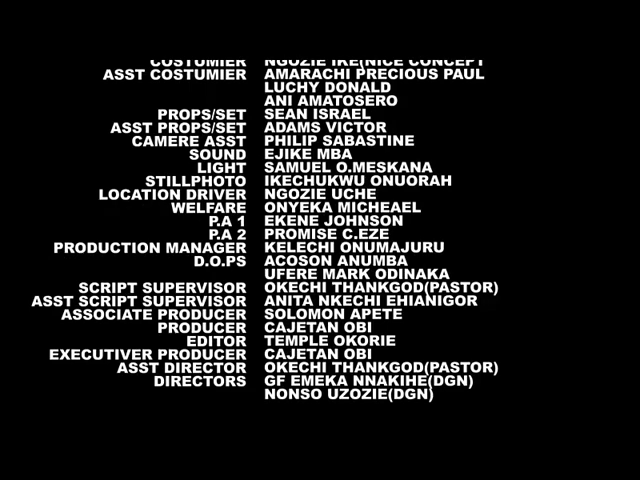 COSTUMIER NGOZIE IKE(NICE CONCEPT
ASST COSTUMIER AMARACHI PRECIOUS PAUL
LUCHY DONALD
ANI AMATOSERO
PROPS/SET SEAN ISRAEL
ASST PROPS/SET ADAMS VICTOR
CAMERE ASST PHILIP SABASTINE
SOUND EJIKE MBA
LIGHT SAMUEL O.MESKANA
STILLPHOTO IKECHUKWU ONUORAH
LOCATION DRIVER NGOZIE UCHE
WELFARE ONYEKA MICHEAEL
P.A 1 EKENE JOHNSON
P.A 2 PROMISE C.EZE
PRODUCTION MANAGER KELECHI ONUMAJURU
D.O.PS ACOSON ANUMBA
UFERE MARK ODINAKA
SCRIPT SUPERVISOR OKECHI THANKGOD(PASTOR)
ASST SCRIPT SUPERVISOR ANITA NKECHI EHIANIGOR
ASSOCIATE PRODUCER SOLOMON APETE
PRODUCER CAJETAN OBI
EDITOR TEMPLE OKORIE
EXECUTIVER PRODUCER CAJETAN OBI
ASST DIRECTOR OKECHI THANKGOD(PASTOR)
DIRECTORS GF EMEKA NNAKIHE(DGN)
NONSO UZOZIE(DGN)